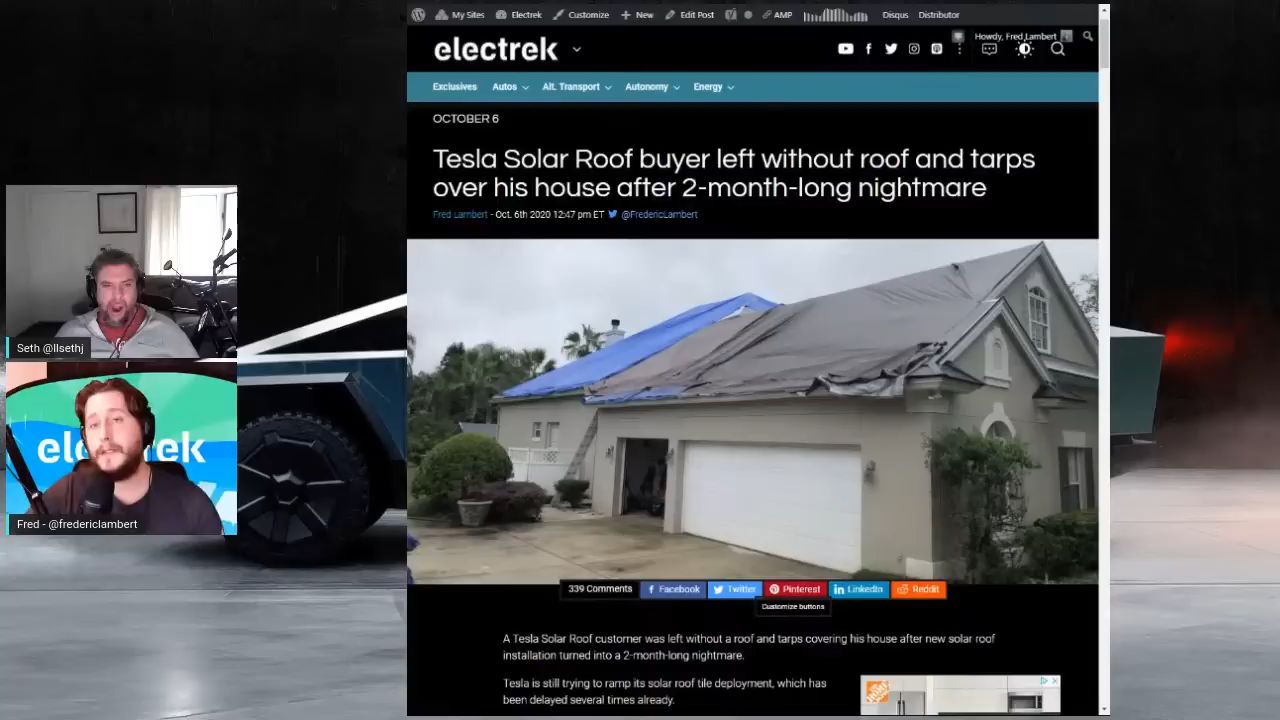 My Sites Electrek Customize New Edit Post AMP Disqus Distributor
Howdy, Fred Lambert
electrek
Exclusives Autos Alt. Transport Autonomy Energy
OCTOBER 6
Tesla Solar Roof buyer left without roof and tarps
over his house after 2-month-long nightmare
Fred Lambert - Oct. 6th 2020 12:47 pm ET @FredericLambert
Seth @llsethj
electrek
Fred - @fredericlambert
339 Comments Facebook Twitter Pinterest LinkedIn Reddit
Customize buttons
A Tesla Solar Roof customer was left without a roof and tarps covering his house after new solar roof
installation turned into a 2-month-long nightmare.
Tesla is still trying to ramp its solar roof tile deployment, which has
been delayed several times already.